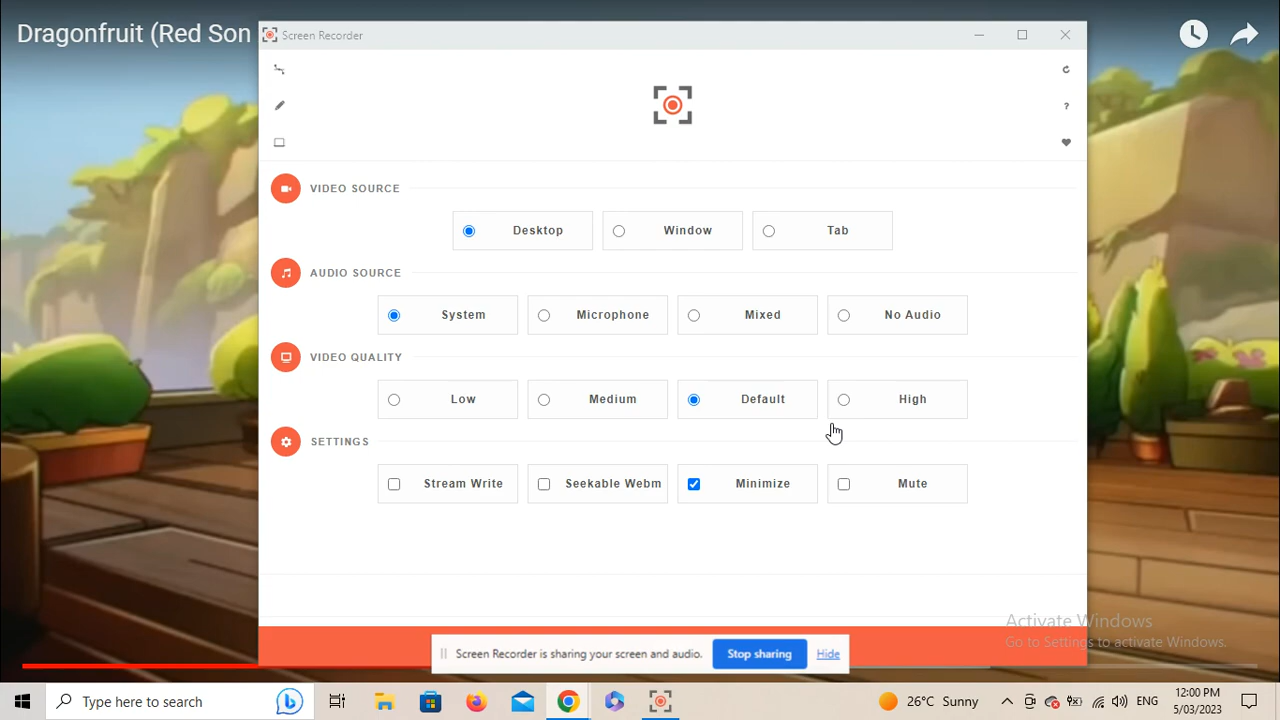 Dragonfruit (Red Son
Screen Recorder
?
VIDEO SOURCE
Desktop
Window
Tab
AUDIO SOURCE
System
Microphone
Mixed
No Audio
VIDEO QUALITY
Low
Medium
Default
High
SETTINGS
Stream Write
Seekable Webm
Minimize
Mute
Activate Windows
Go to Settings to activate Windows.
Screen Recorder is sharing your screen and audio.
Stop sharing
Hide
Type here to search
26°C Sunny
ENG
12:00 PM
5/03/2023